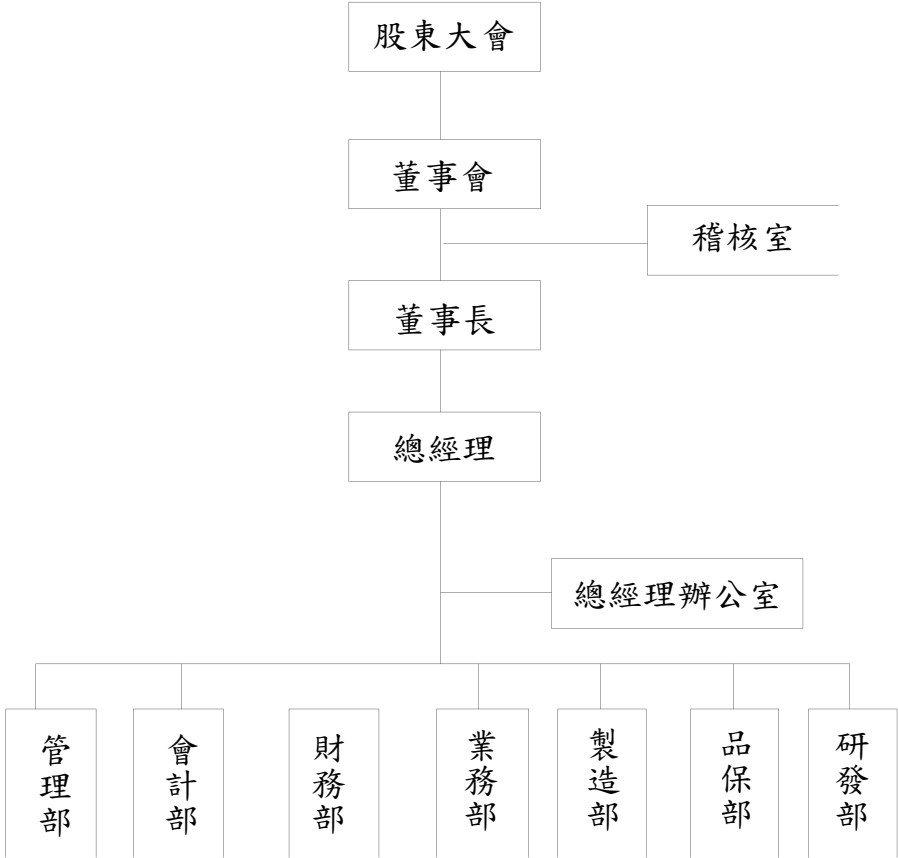 股東大會
董事會
稽核室
董事長
總經理
總經理辦公室
管理部
會計部
財務部
業務部
製造部
品保部
研發部